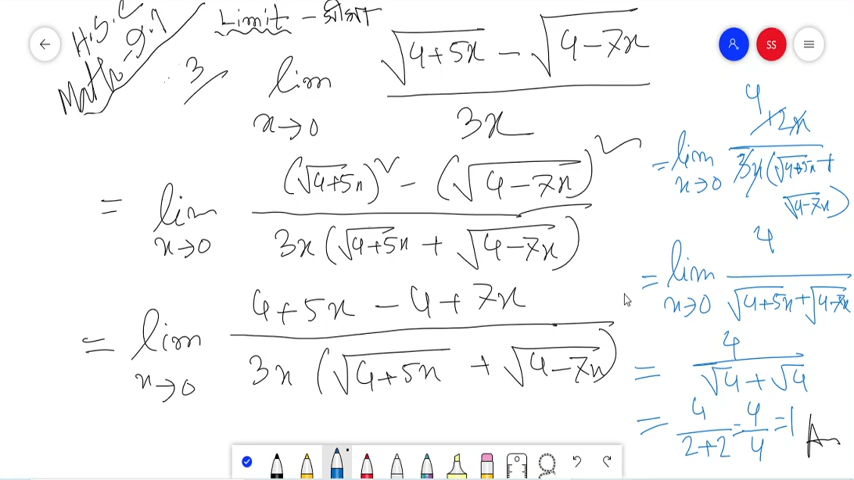 H.S.C
Math-9.1
Limit - সীমা
3
lim x→0 (√(4+5x) - √(4-7x)) / 3x
= lim x→0 ((√4+5x)² - (√(4-7x))²) / 3x(√4+5x + √(4-7x))
= lim x→0 (4+5x-4+7x) / 3x(√(4+5x) + √(4-7x))
= lim x→0 4 12x / 3x(√4+5x + √4-7x)
= lim x→0 4 / √(4+5x) + √(4-7x)
= 4 / √4 + √4
= 4 / 2+2 = 4/4 = 1 An
SS